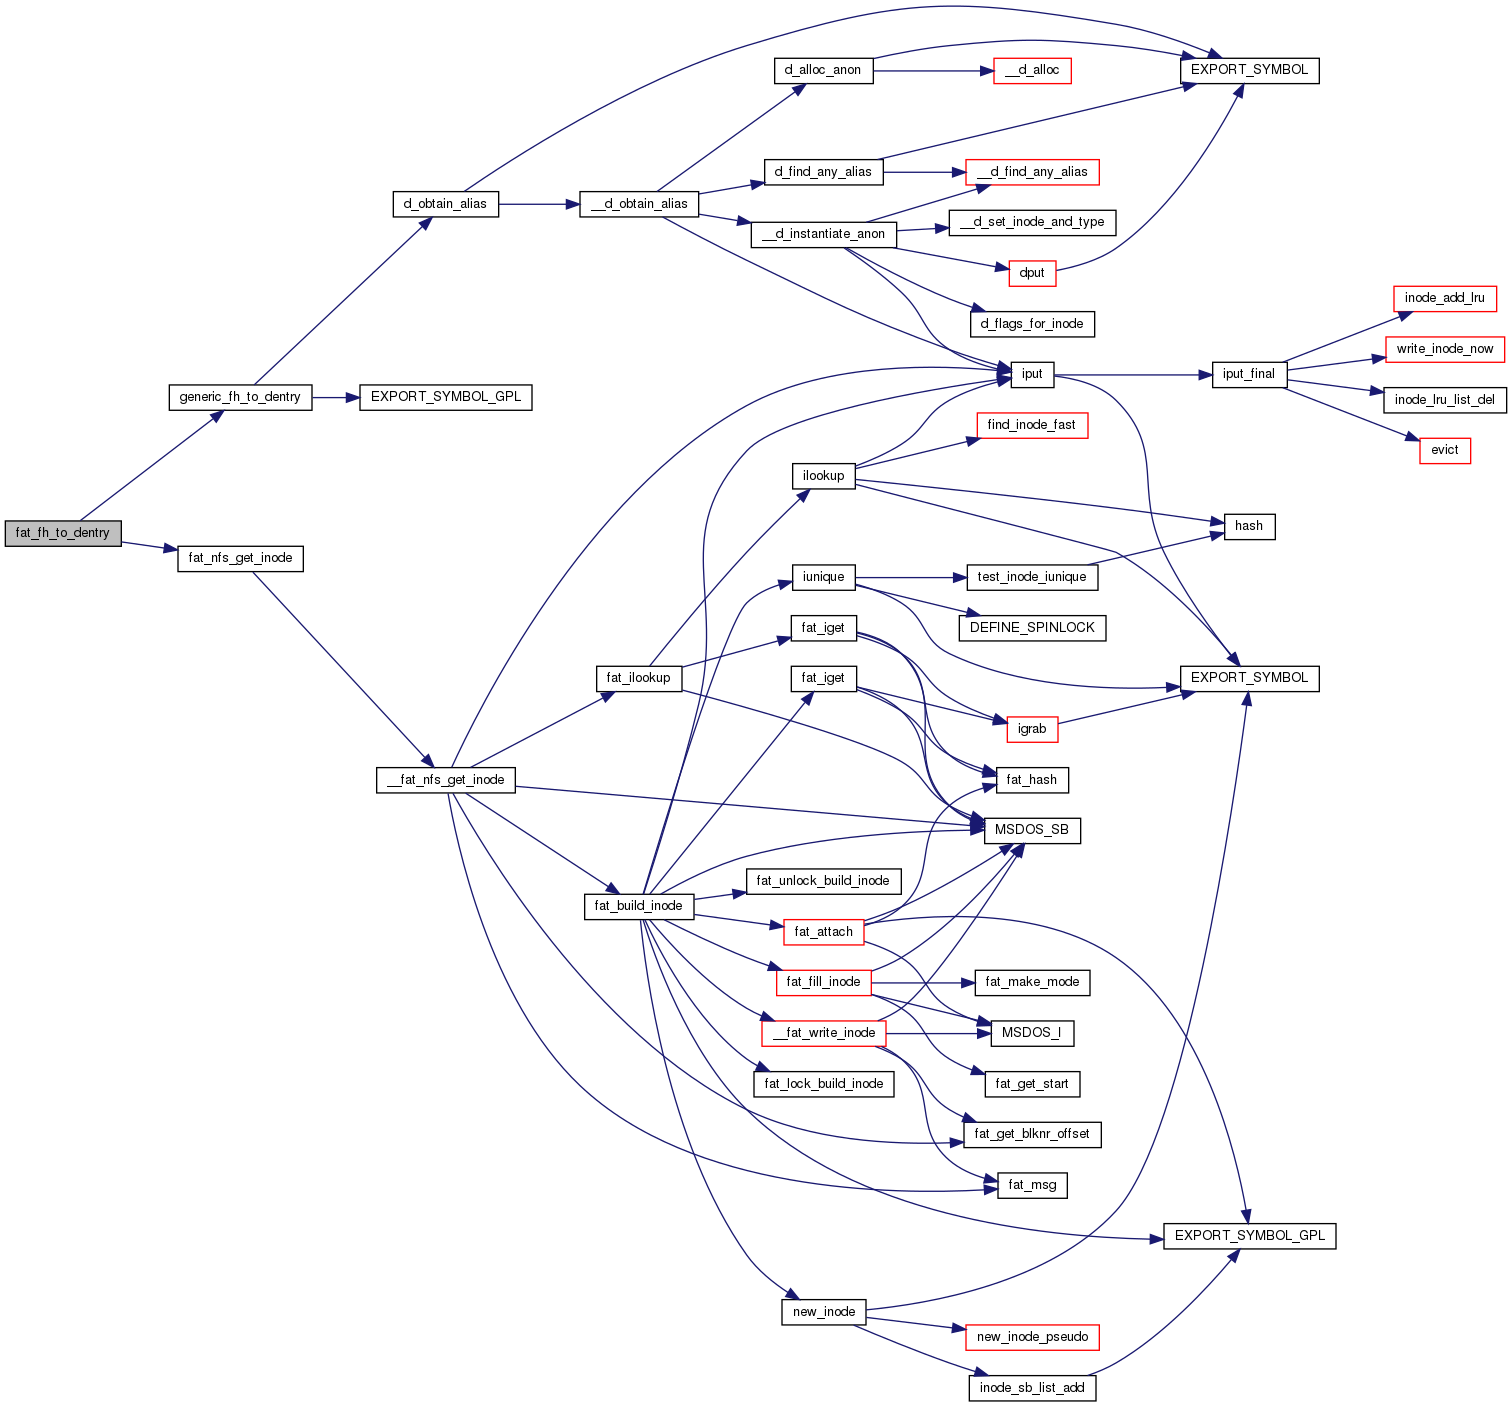 fat_fh_to_dentry
generic_fh_to_dentry
fat_nfs_get_inode
d_obtain_alias
EXPORT_SYMBOL_GPL
__fat_nfs_get_inode
__d_obtain_alias
fat_ilookup
fat_build_inode
d_alloc_anon
d_find_any_alias
__d_instantiate_anon
ilookup
iunique
fat_iget
fat_iget
fat_unlock_build_inode
fat_attach
fat_fill_inode
__fat_write_inode
fat_lock_build_inode
new_inode
__d_alloc
__d_find_any_alias
__d_set_inode_and_type
dput
d_flags_for_inode
iput
find_inode_fast
test_inode_iunique
DEFINE_SPINLOCK
igrab
fat_hash
MSDOS_SB
fat_make_mode
MSDOS_I
fat_get_start
fat_get_blknr_offset
fat_msg
new_inode_pseudo
inode_sb_list_add
EXPORT_SYMBOL
iput_final
hash
EXPORT_SYMBOL
EXPORT_SYMBOL_GPL
inode_add_lru
write_inode_now
inode_lru_list_del
evict